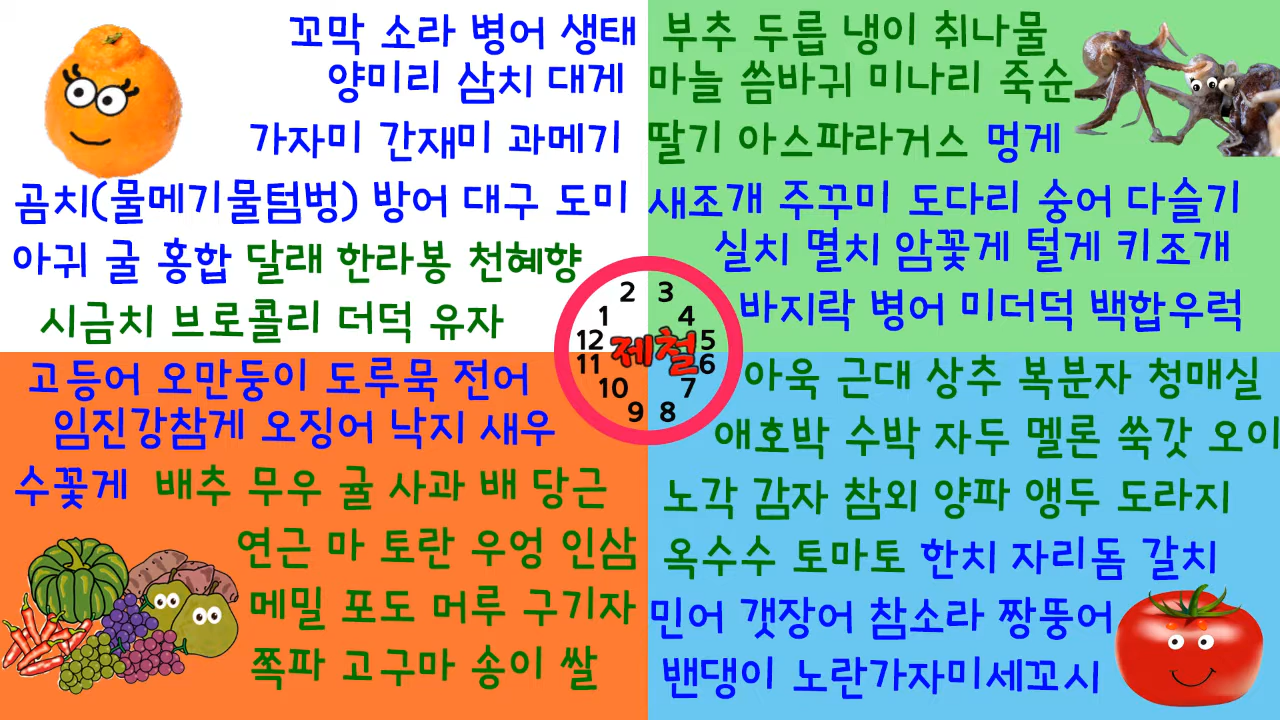 꼬막 소라 병어 생태
양미리 삼치 대게
가자미 간재미 과메기
곰치(물메기물텀벙) 방어 대구 도미
아귀 굴 홍합 달래 한라봉 천혜향
시금치 브로콜리 더덕 유자
부추 두릅 냉이 취나물
마늘 씀바귀 미나리 죽순
딸기 아스파라거스 멍게
새조개 주꾸미 도다리 숭어 다슬기
실치 멸치 암꽃게 털게 키조개
바지락 병어 미더덕 백합우럭
2 3
1 4
12 제철 5
11 6
10 7
9 8
고등어 오만둥이 도루묵 전어
임진강참게 오징어 낙지 새우
수꽃게 배추 무우 귤 사과 배 당근
연근 마 토란 우엉 인삼
메밀 포도 머루 구기자
쪽파 고구마 송이 쌀
아욱 근대 상추 복분자 청매실
애호박 수박 자두 멜론 쑥갓 오이
노각 감자 참외 양파 앵두 도라지
옥수수 토마토 한치 자리돔 갈치
민어 갯장어 참소라 짱뚱어
밴댕이 노란가자미세꼬시